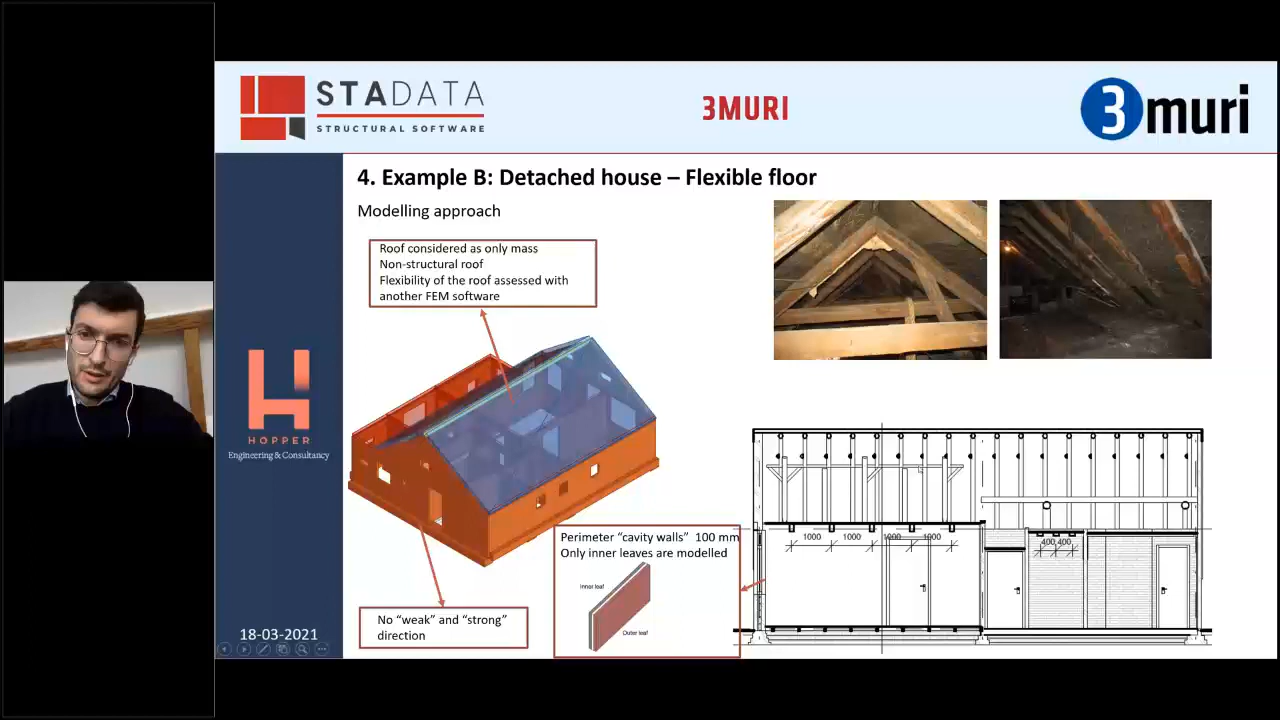 STADATA
STRUCTURAL SOFTWARE
3MURI
3muri
4. Example B: Detached house – Flexible floor
Modelling approach
Roof considered as only mass
Non-structural roof
Flexibility of the roof assessed with
another FEM software
HOPPER
Engineering & Consultancy
Perimeter “cavity walls” 100 mm
Only inner leaves are modelled
Inner leaf
Outer leaf
1000 1000 1000 1000
400 400
No “weak” and “strong”
direction
18-03-2021